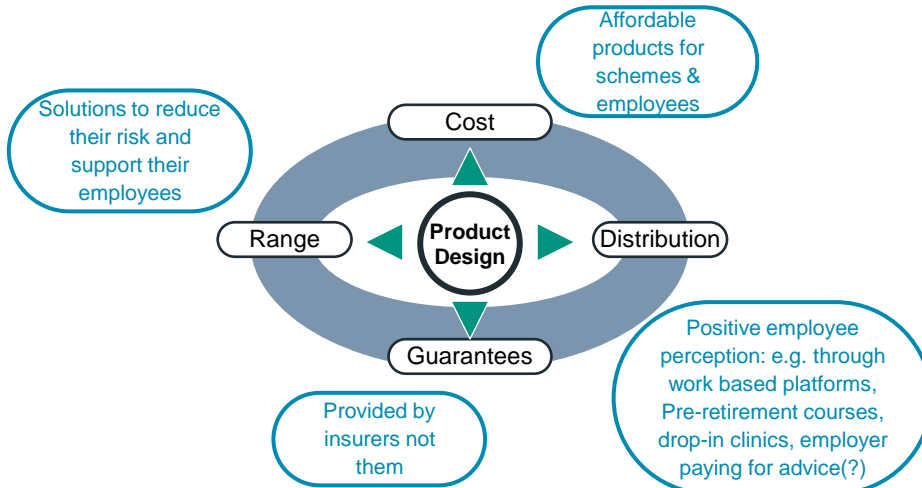 Affordable
products for
schemes &
employees
Solutions to reduce
their risk and
support their
employees
Cost
Range
Product
Design
Distribution
Guarantees
Provided by
insurers not
them
Positive employee
perception: e.g. through
work based platforms,
Pre-retirement courses,
drop-in clinics, employer
paying for advice(?)